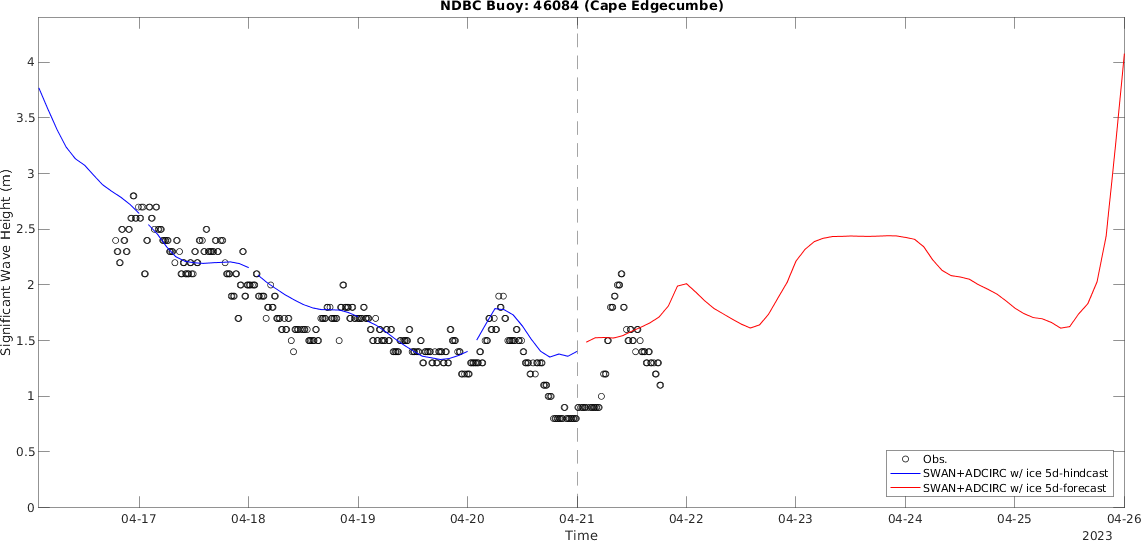 NDBC Buoy: 46084 (Cape Edgecumbe)
Significant Wave Height (m)
4
3.5
3
2.5
2
1.5
1
0.5
0
Obs.
SWAN+ADCIRC w/ ice 5d-hindcast
SWAN+ADCIRC w/ ice 5d-forecast
04-17 04-18 04-19 04-20 04-21 04-22 04-23 04-24 04-25 04-26
Time
2023